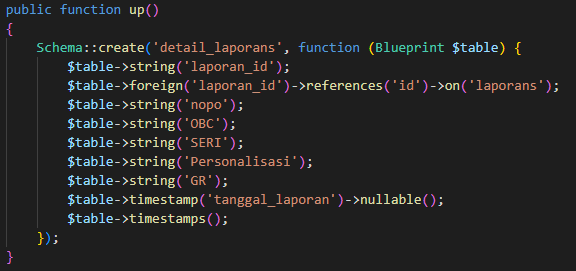 public function up()
{
    Schema::create('detail_laporans', function (Blueprint $table) {
        $table->string('laporan_id');
        $table->foreign('laporan_id')->references('id')->on('laporans');
        $table->string('nopo');
        $table->string('OBC');
        $table->string('SERI');
        $table->string('Personalisasi');
        $table->string('GR');
        $table->timestamp('tanggal_laporan')->nullable();
        $table->timestamps();
    });
}